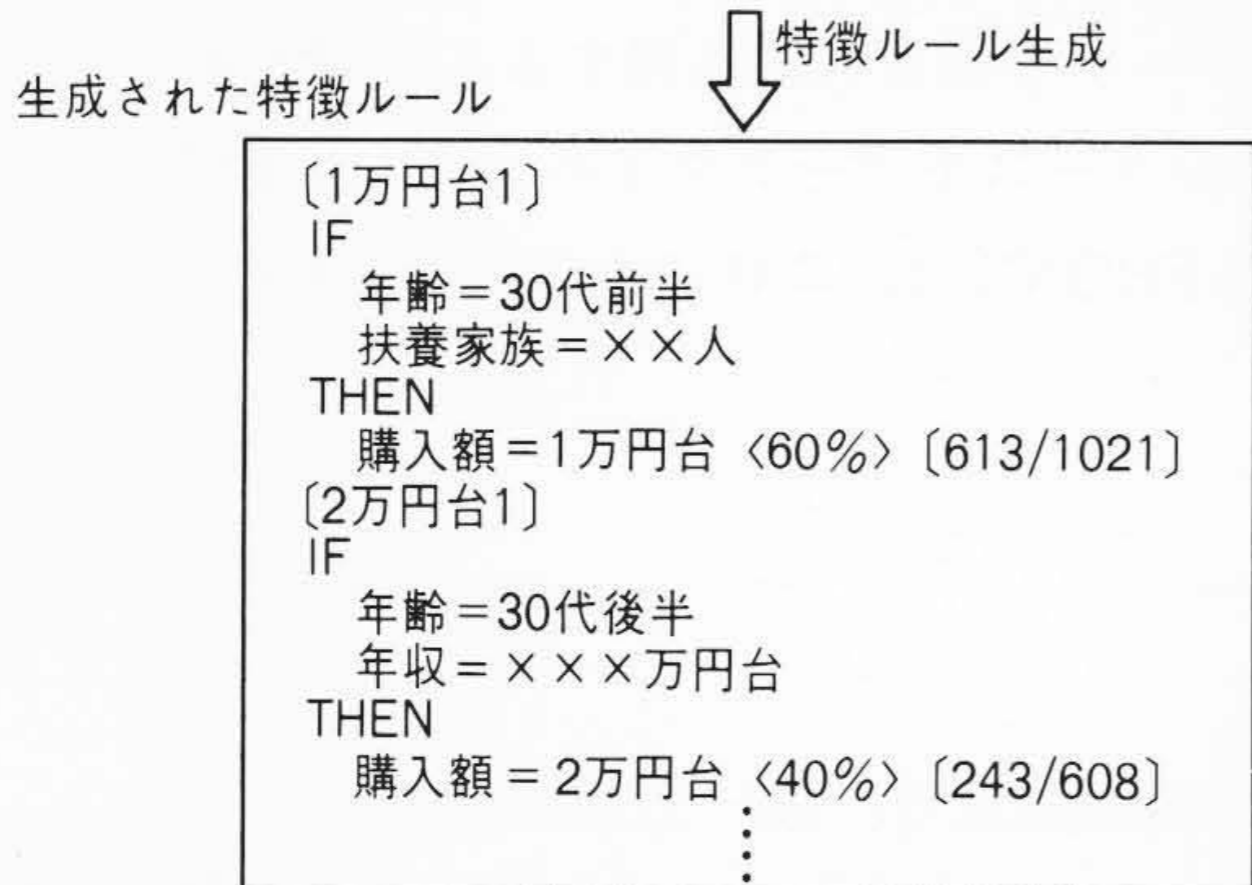 特徴ルール生成
生成された特徴ルール
〔1万円台1〕
IF
年齢＝30代前半
扶養家族＝××人
THEN
購入額＝1万円台〈60%〉〔613/1021〕
〔2万円台1〕
IF
年齢＝30代後半
年収＝×××万円台
THEN
購入額＝2万円台〈40%〉〔243/608〕